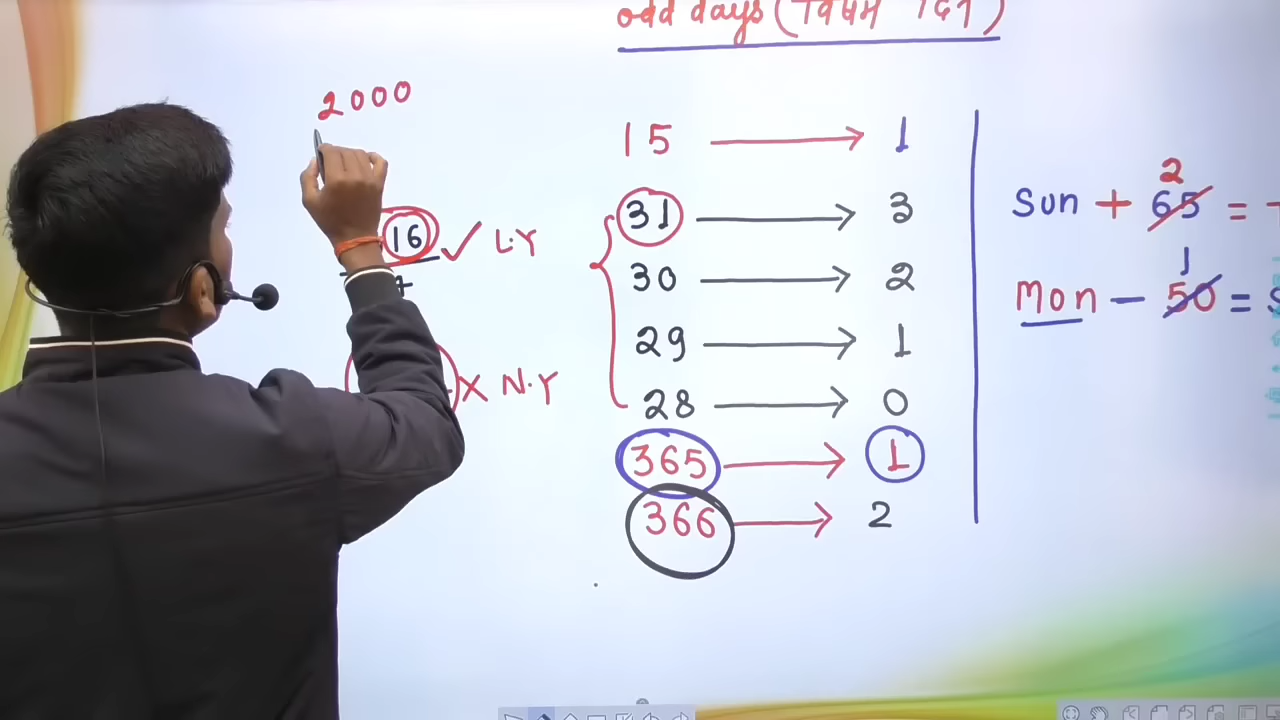 odd days (विषम दिन)
2000
16 ✓ L.Y
X N.Y
15 → 1
31 → 3
30 → 2
29 → 1
28 → 0
365 → 1
366 → 2
2
Sun + 65 =
1
Mon - 50 = S